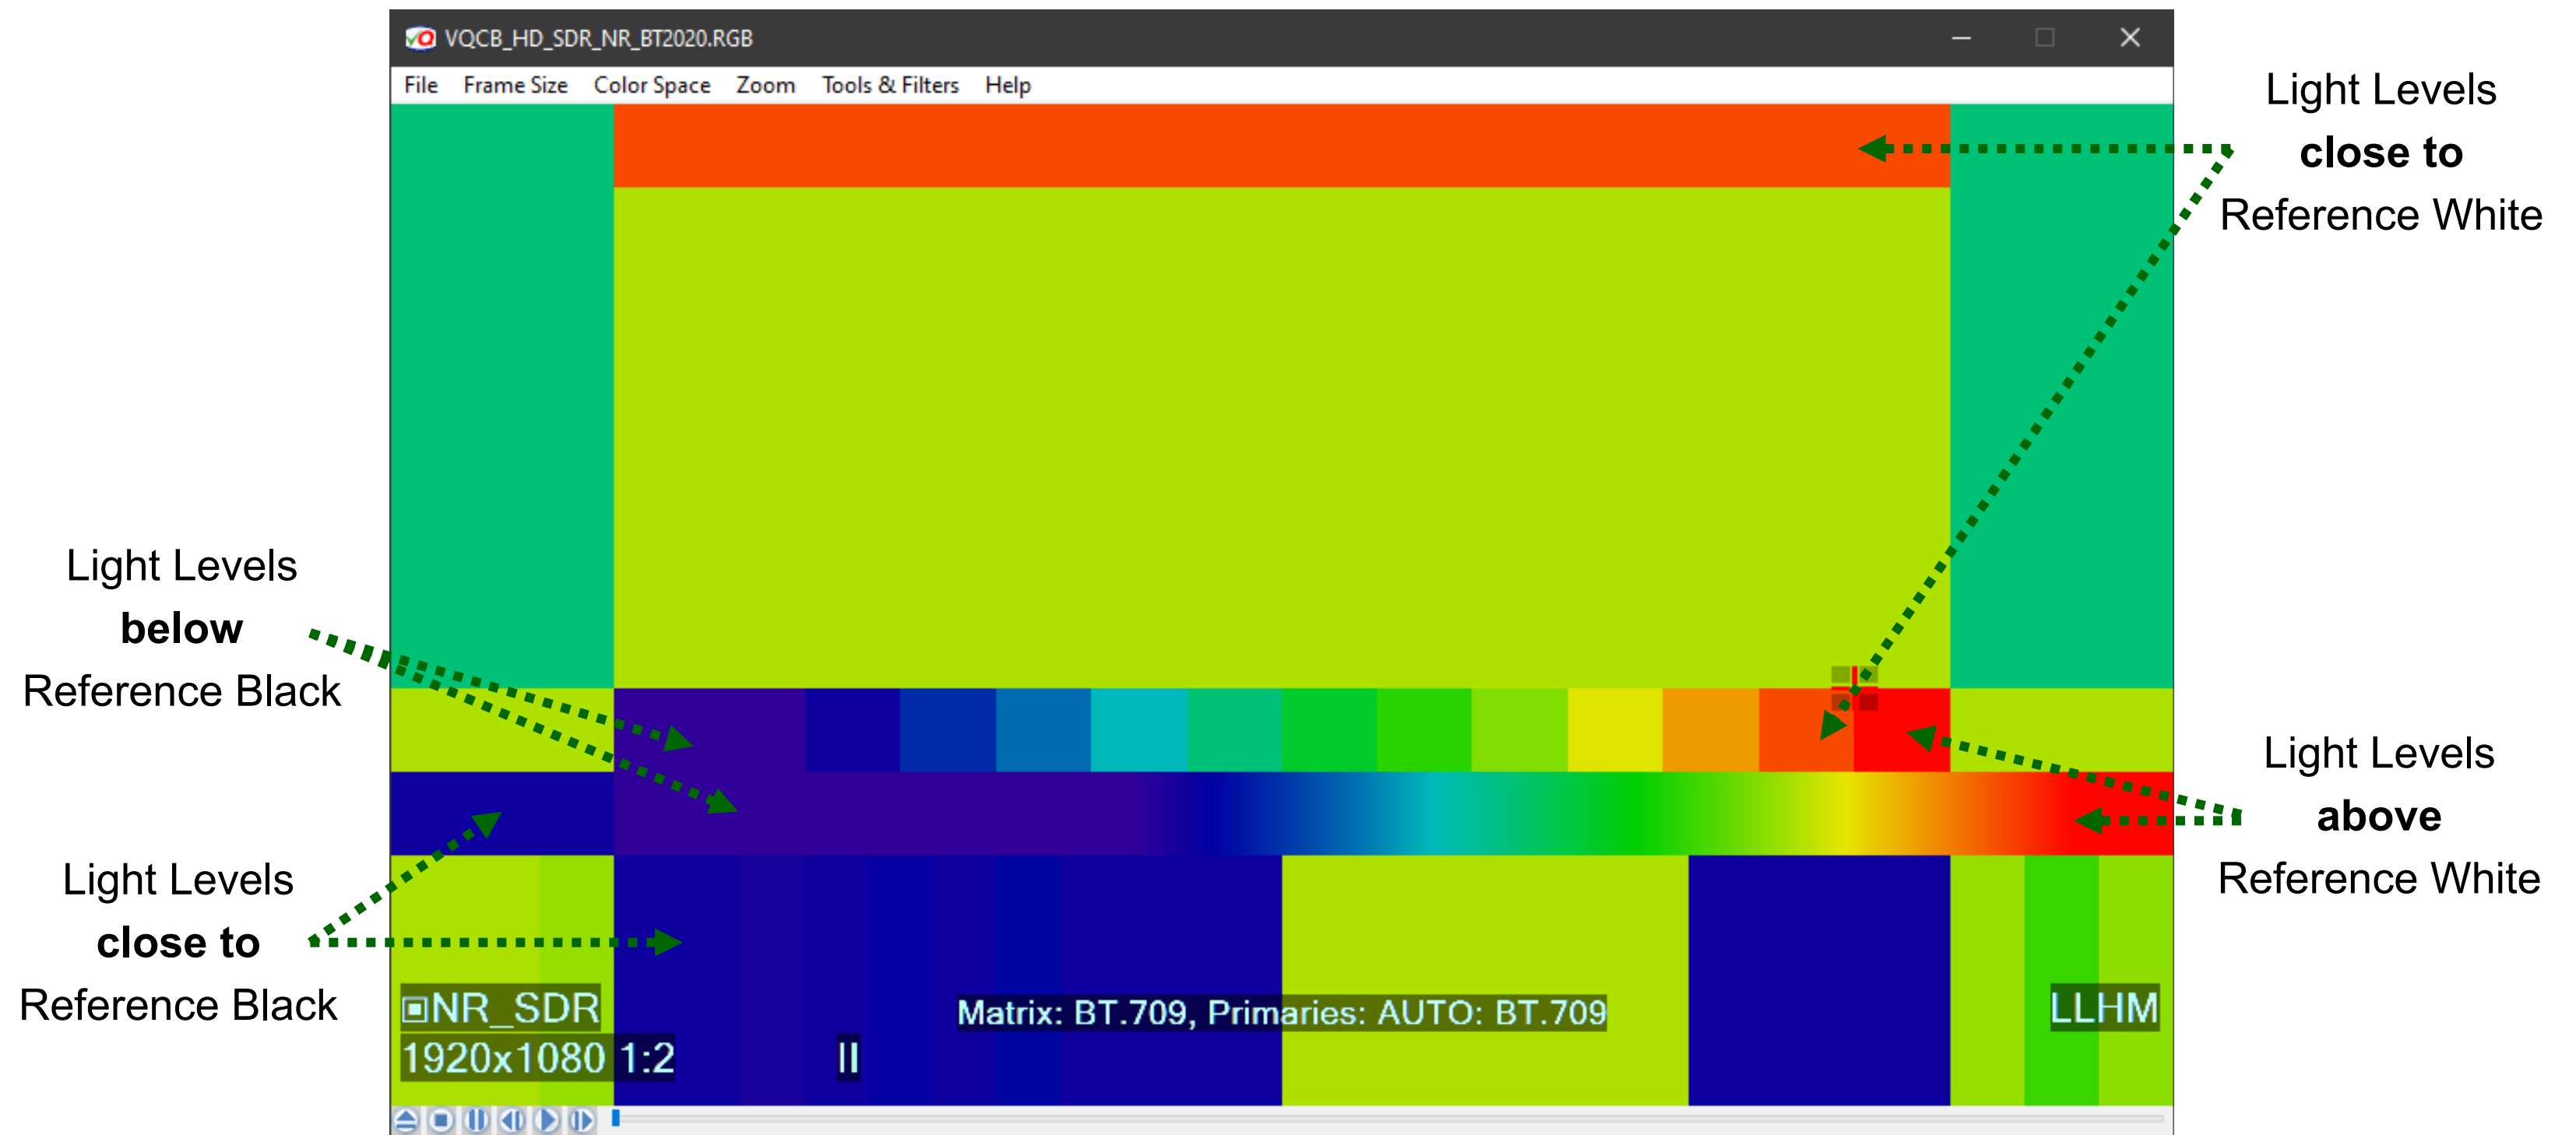 VQCB_HD_SDR_NR_BT2020.RGB
File Frame Size Color Space Zoom Tools & Filters Help
Light Levels
close to
Reference White
Light Levels
below
Reference Black
Light Levels
above
Reference White
Light Levels
close to
Reference Black
NR_SDR
Matrix: BT.709, Primaries: AUTO: BT.709
LLHM
1920x1080 1:2